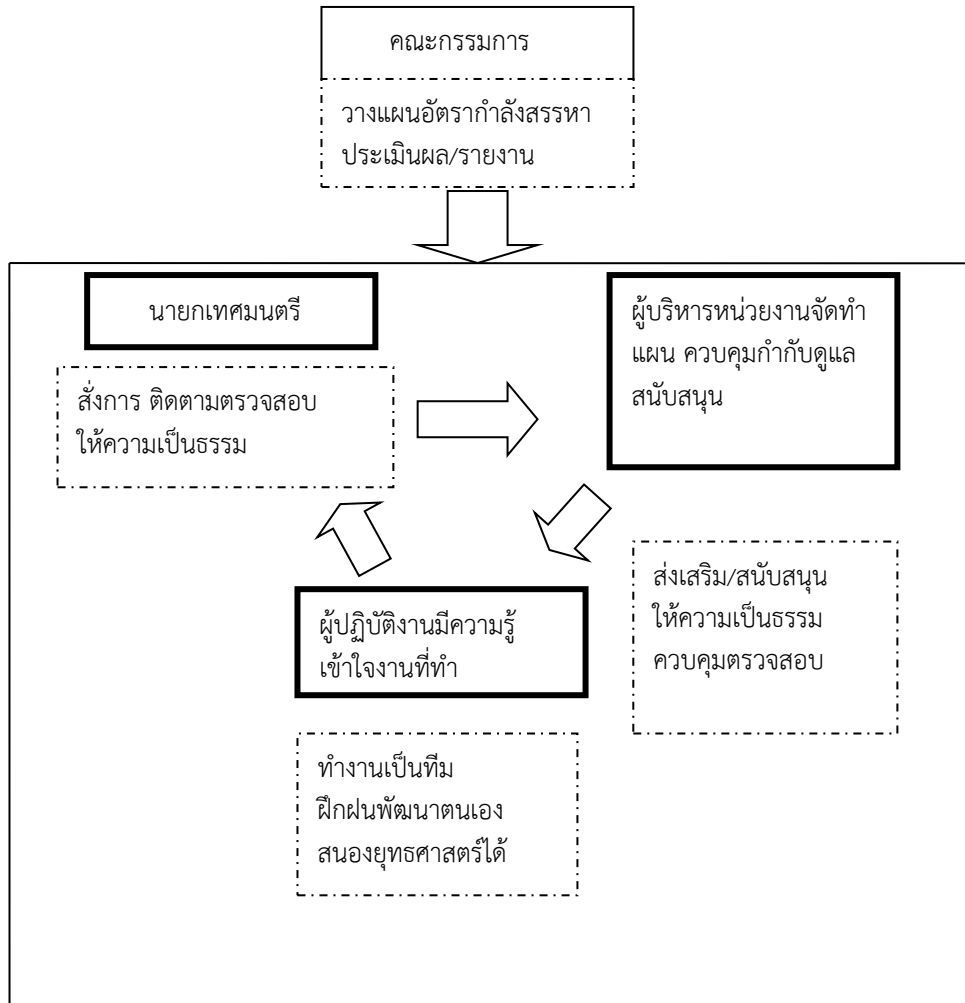 คณะกรรมการ
วางแผนอัตรากำลังสรรหา
ประเมินผล/รายงาน
นายกเทศมนตรี
สั่งการ ติดตามตรวจสอบ
ให้ความเป็นธรรม
ผู้บริหารหน่วยงานจัดทำ
แผน ควบคุมกำกับดูแล
สนับสนุน
ส่งเสริม/สนับสนุน
ให้ความเป็นธรรม
ควบคุมตรวจสอบ
ผู้ปฏิบัติงานมีความรู้
เข้าใจงานที่ทำ
ทำงานเป็นทีม
ฝึกฝนพัฒนาตนเอง
สนองยุทธศาสตร์ได้